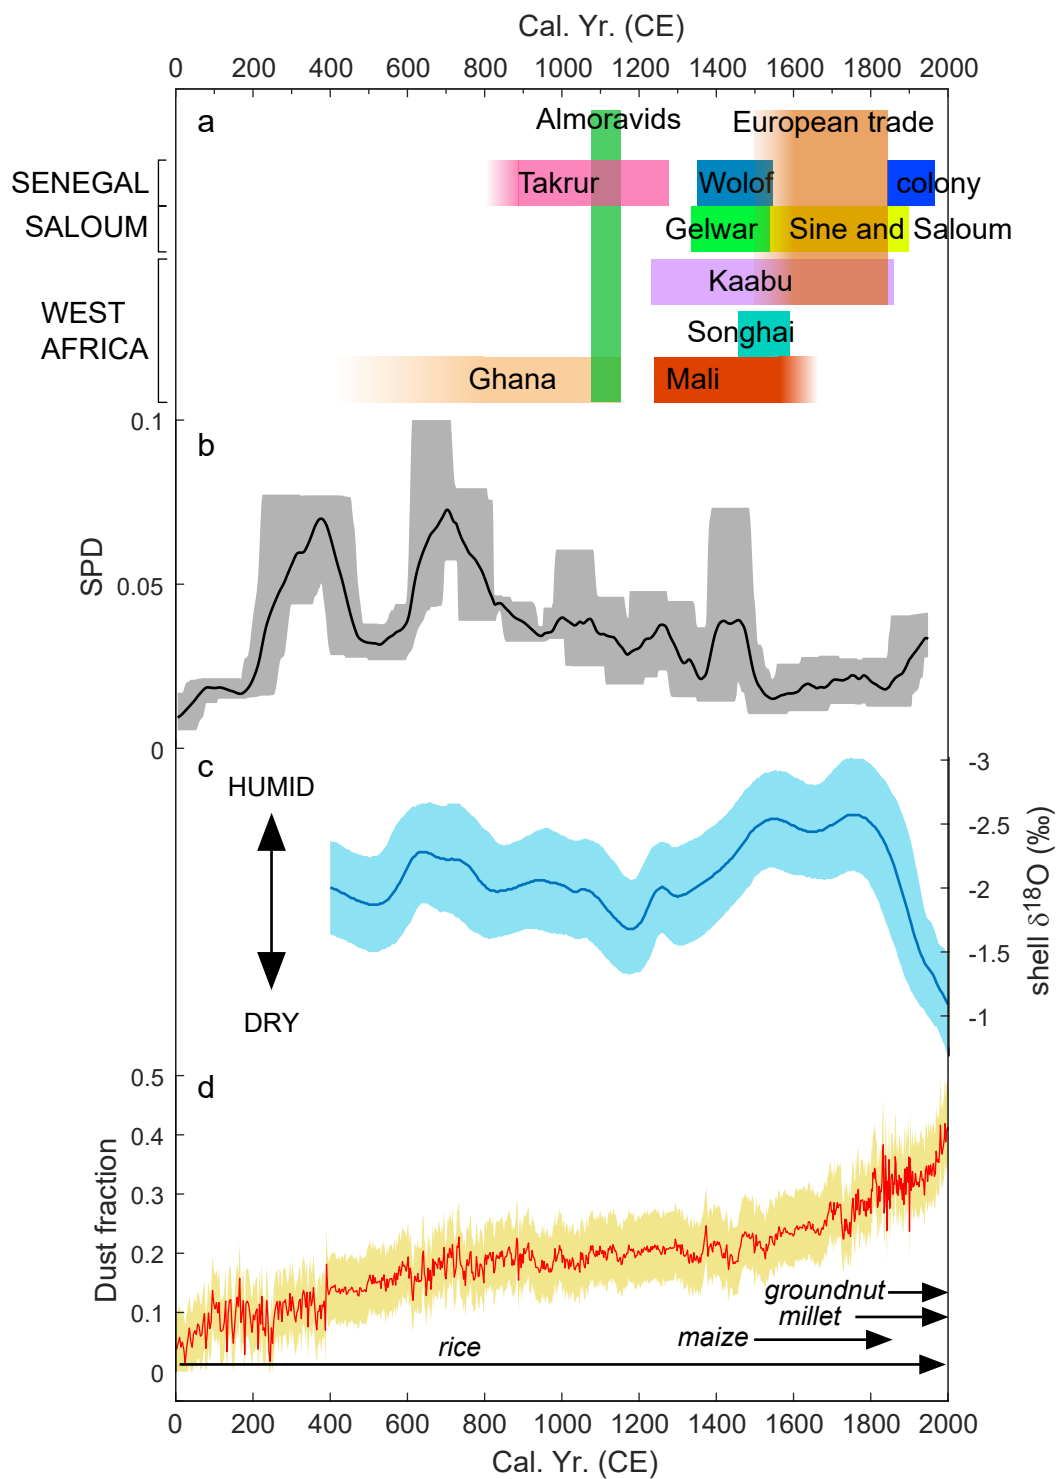 Cal. Yr. (CE)
0 200 400 600 800 1000 1200 1400 1600 1800 2000
a
Almoravids European trade
SENEGAL Takrur Wolof colony
SALOUM Gelwar Sine and Saloum
Kaabu
WEST
AFRICA
Songhai
Ghana Mali
0.1
b
SPD
0.05
0
c
HUMID
DRY
-3
-2.5
-2
-1.5
-1
shell δ¹⁸O (‰)
d
0.5
0.4
0.3
0.2
0.1
0
Dust fraction
groundnut
millet
maize
rice
0 200 400 600 800 1000 1200 1400 1600 1800 2000
Cal. Yr. (CE)